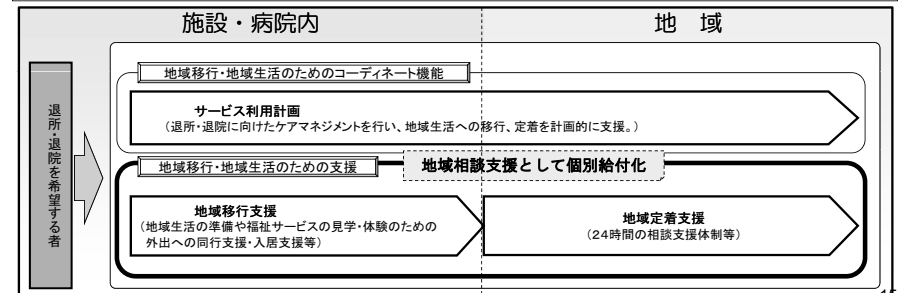 施設・病院内
地 域
退所・退院を希望する者
地域移行・地域生活のためのコーディネート機能
サービス利用計画
（退所・退院に向けたケアマネジメントを行い、地域生活への移行、定着を計画的に支援。）
地域移行・地域生活のための支援
地域相談支援として個別給付化
地域移行支援
（地域生活の準備や福祉サービスの見学・体験のための
外出への同行支援・入居支援等）
地域定着支援
（２４時間の相談支援体制等）